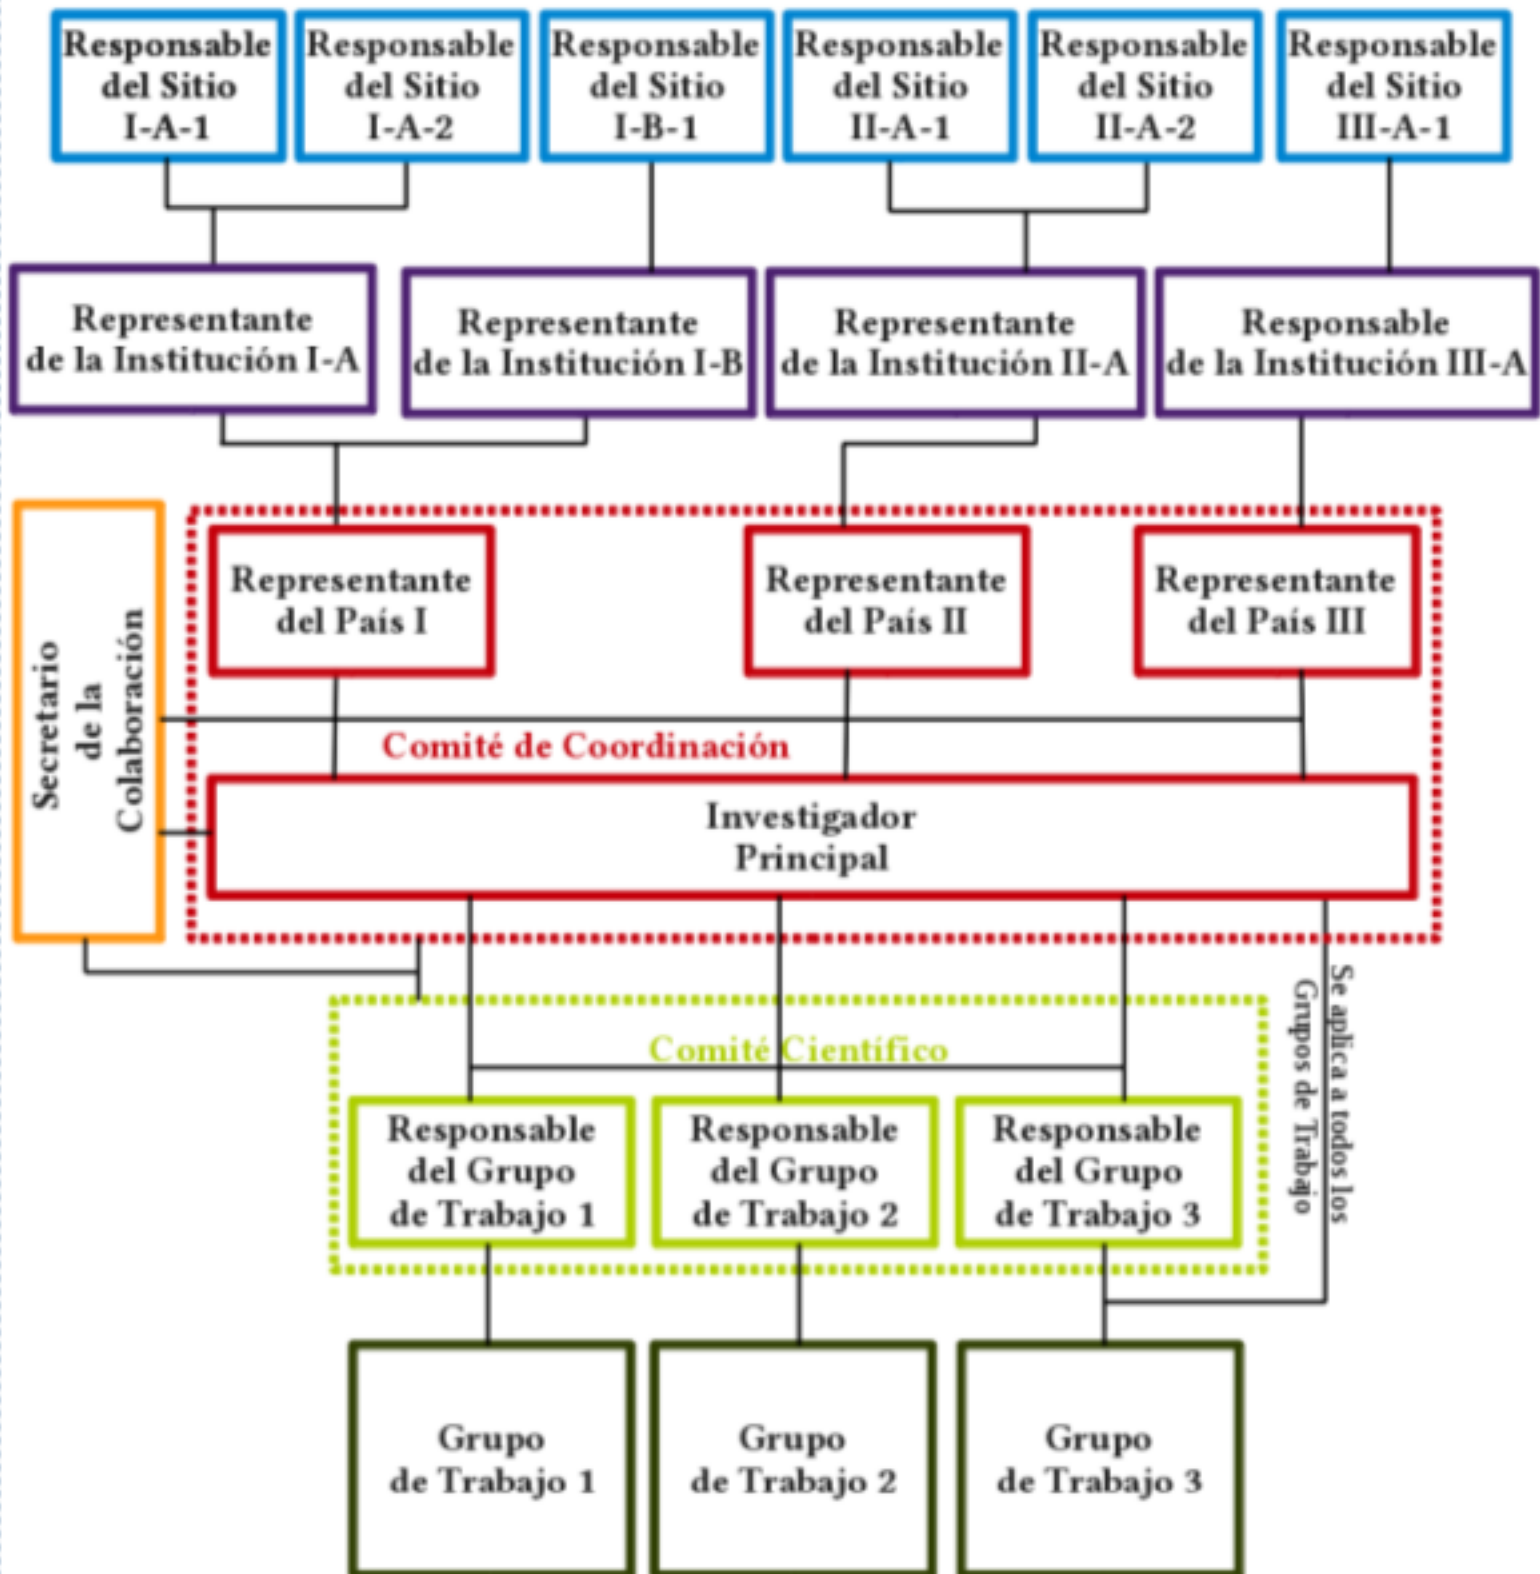 Responsable
del Sitio
I-A-1
Responsable
del Sitio
I-A-2
Responsable
del Sitio
I-B-1
Responsable
del Sitio
II-A-1
Responsable
del Sitio
II-A-2
Responsable
del Sitio
III-A-1
Representante
de la Institución I-A
Representante
de la Institución I-B
Representante
de la Institución II-A
Responsable
de la Institución III-A
Secretario
de la
Colaboración
Representante
del País I
Representante
del País II
Representante
del País III
Comité de Coordinación
Investigador
Principal
Se aplica a todos los
Grupos de Trabajo
Comité Científico
Responsable
del Grupo
de Trabajo 1
Responsable
del Grupo
de Trabajo 2
Responsable
del Grupo
de Trabajo 3
Grupo
de Trabajo 1
Grupo
de Trabajo 2
Grupo
de Trabajo 3